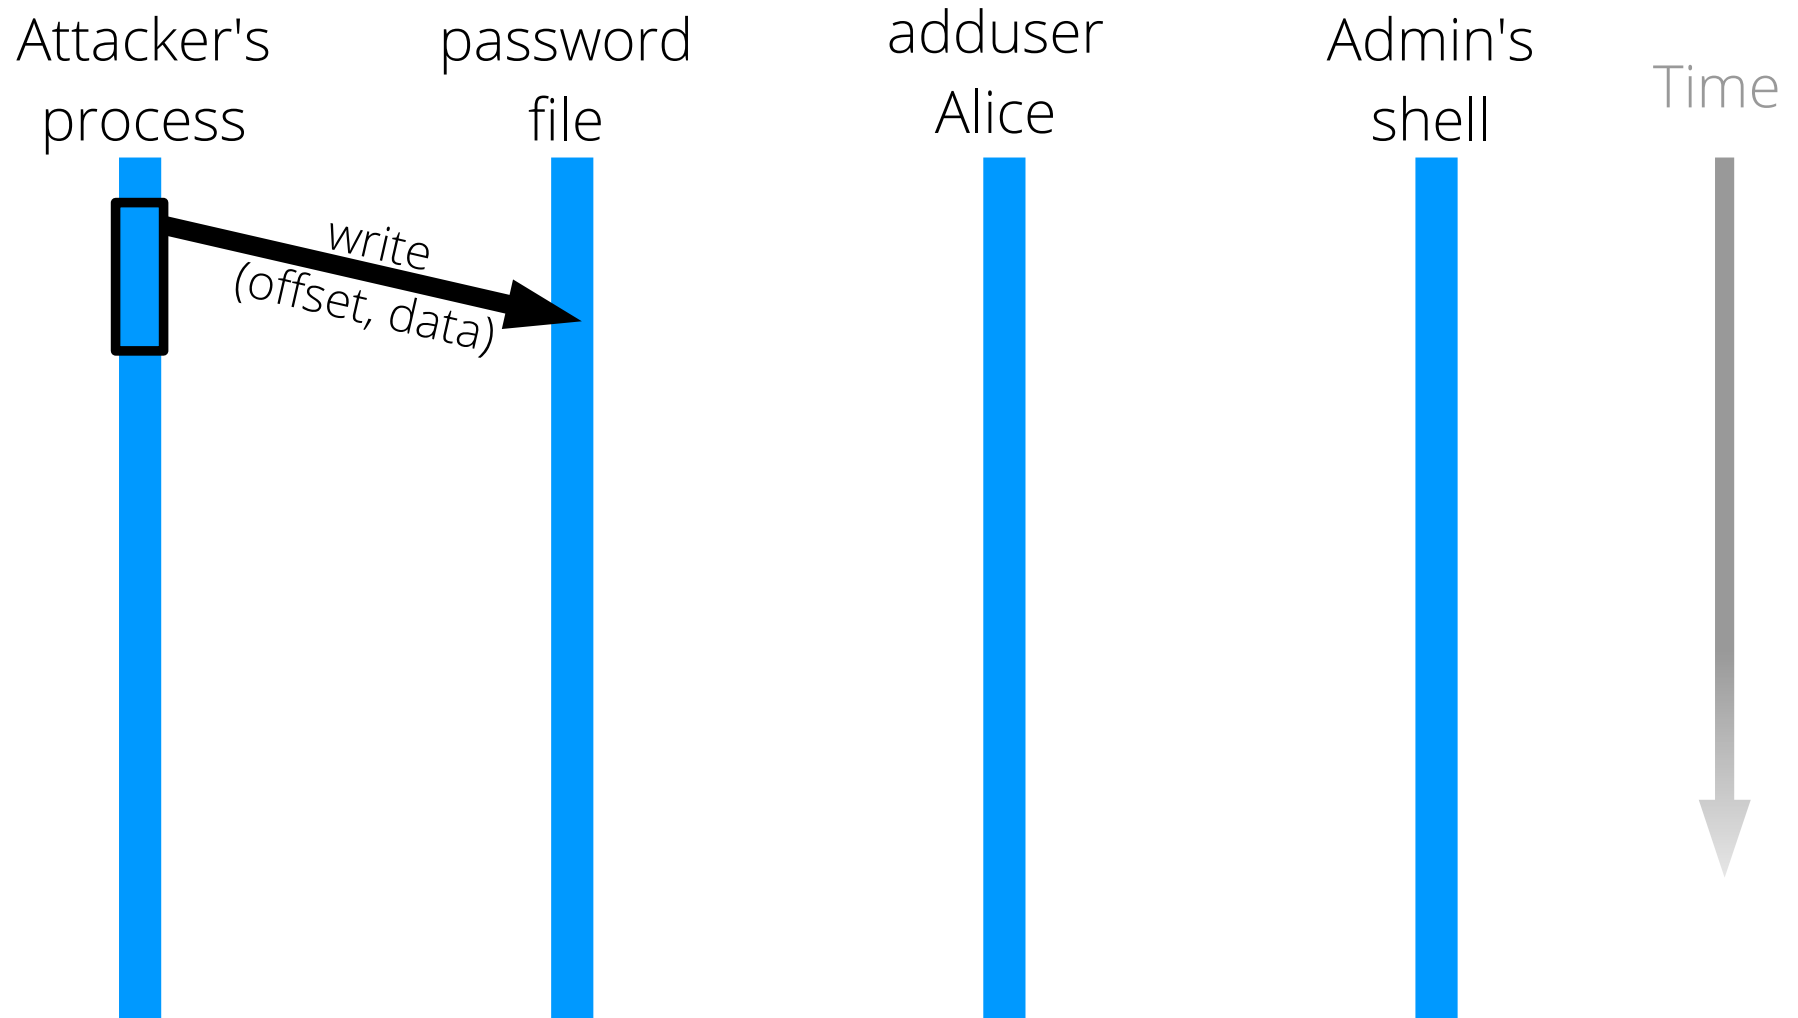 Attacker's
process
password
file
adduser
Alice
Admin's
shell
Time
write
(offset, data)